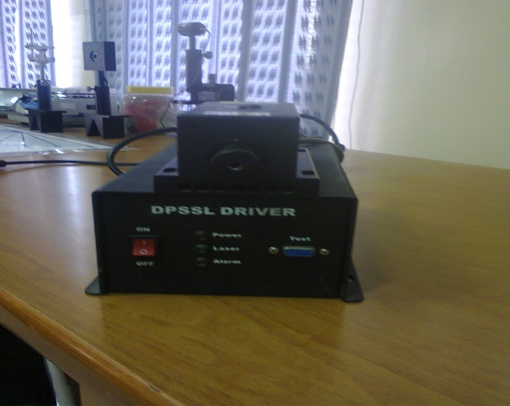 DPSSL DRIVER
ON
I
O
OFF
Power
Laser
Alarm
Test